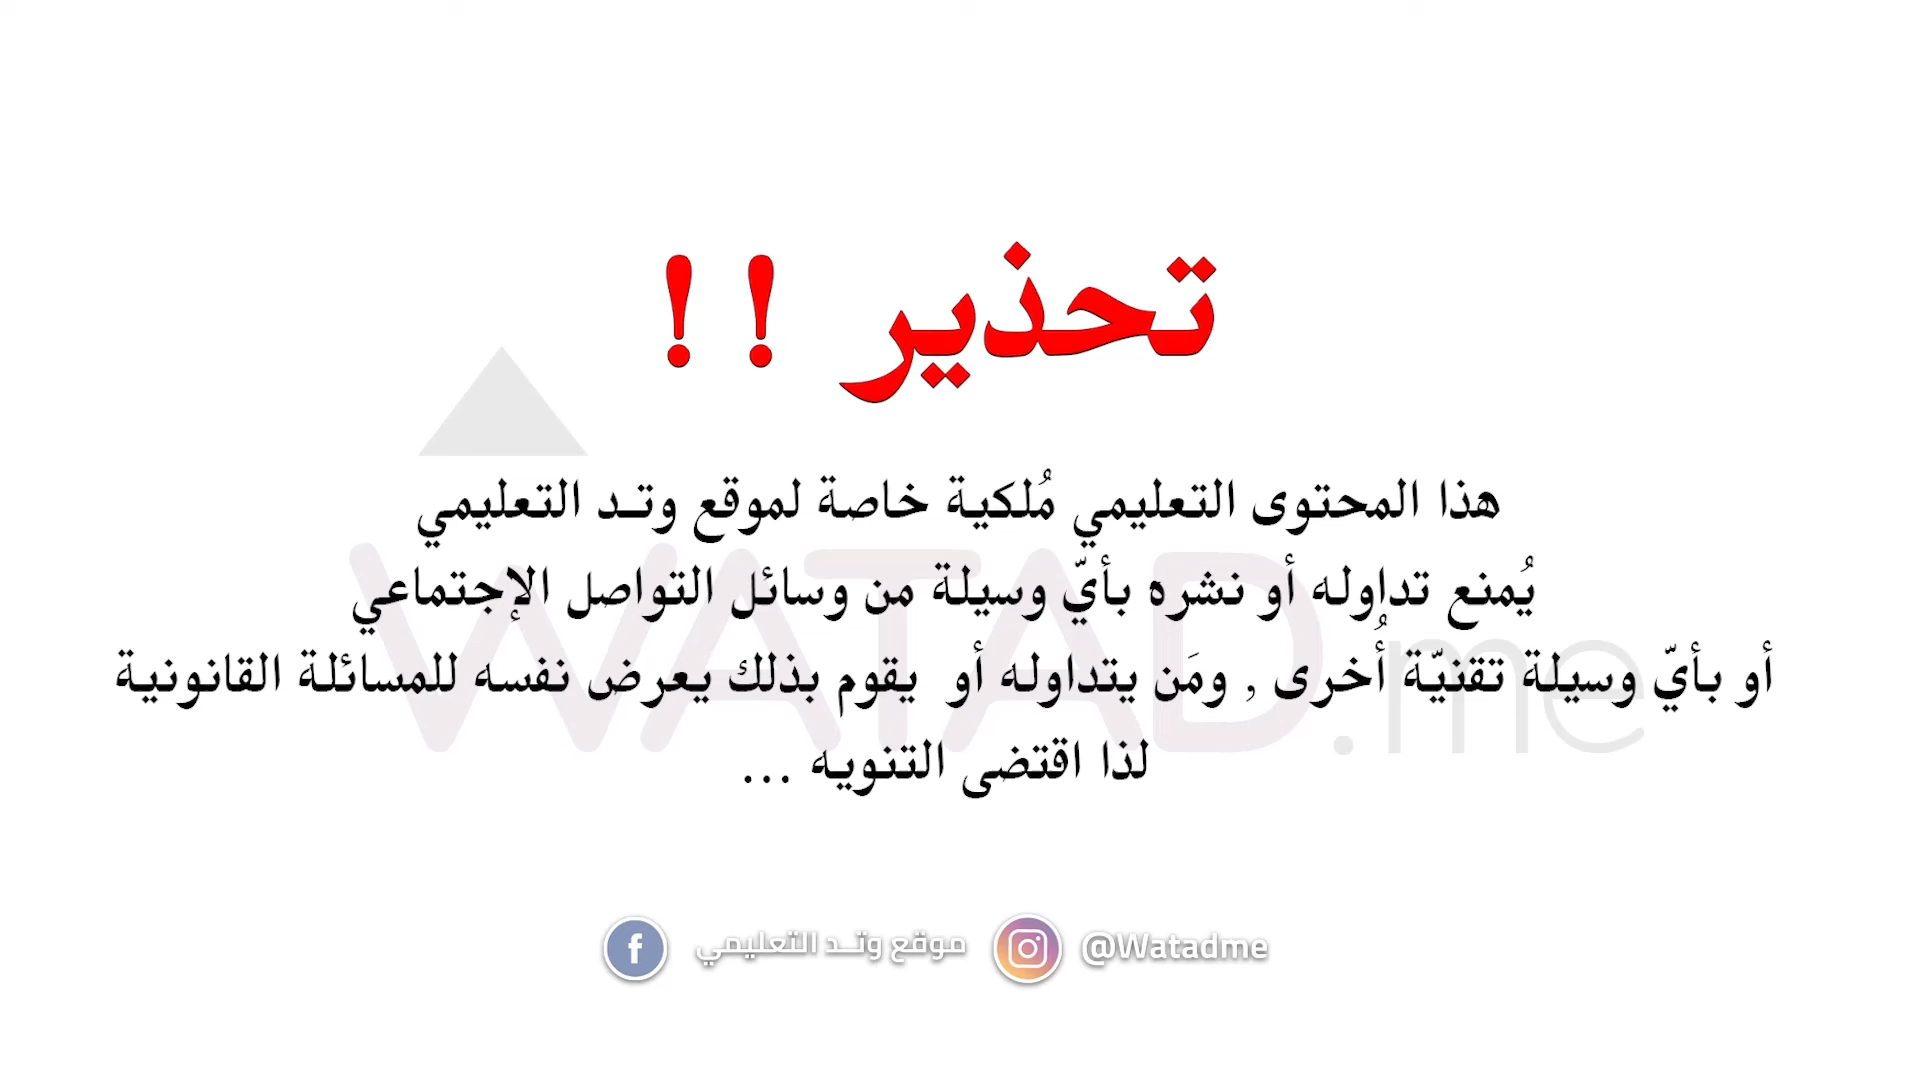 تحذير ! !
هذا المحتوى التعليمي مُلكية خاصة لموقع وتـد التعليمي
يُمنع تداوله أو نشره بأيّ وسيلة من وسائل التواصل الإجتماعي
أو بأيّ وسيلة تقنيّة أُخرى , ومَن يتداوله أو يقوم بذلك يعرض نفسه للمسائلة القانونية
لذا اقتضى التنويه ...
WATAD.me
موقع وتـد التعليمي @Watadme